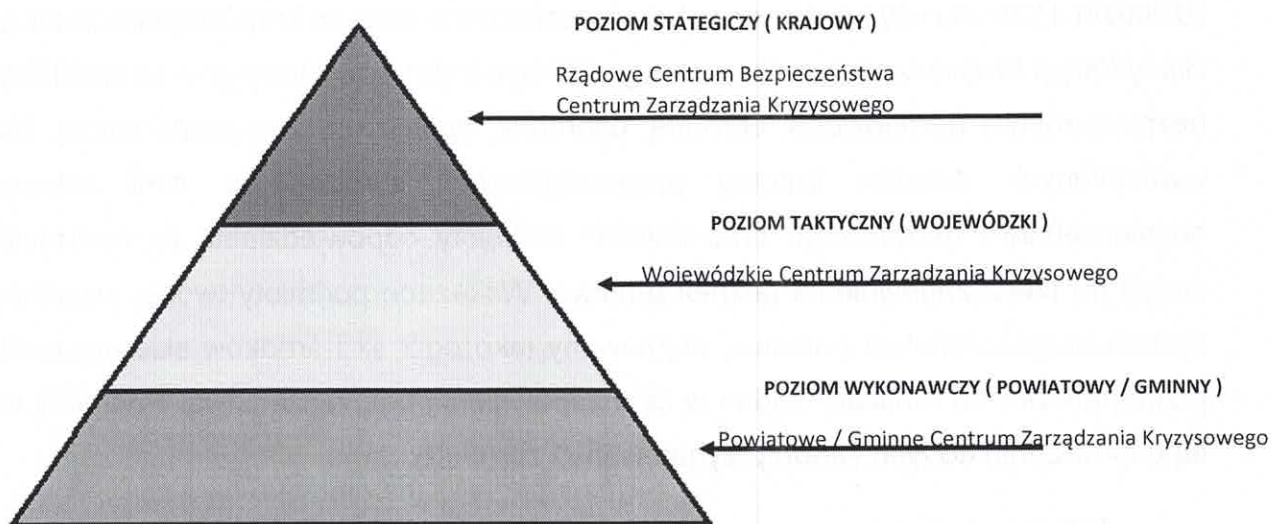 POZIOM STATEGICZY ( KRAJOWY )
Rządowe Centrum Bezpieczeństwa
Centrum Zarządzania Kryzysowego
POZIOM TAKTYCZNY ( WOJEWÓDZKI )
Wojewódzkie Centrum Zarządzania Kryzysowego
POZIOM WYKONAWCZY ( POWIATOWY / GMINNY )
Powiatowe / Gminne Centrum Zarządzania Kryzysowego